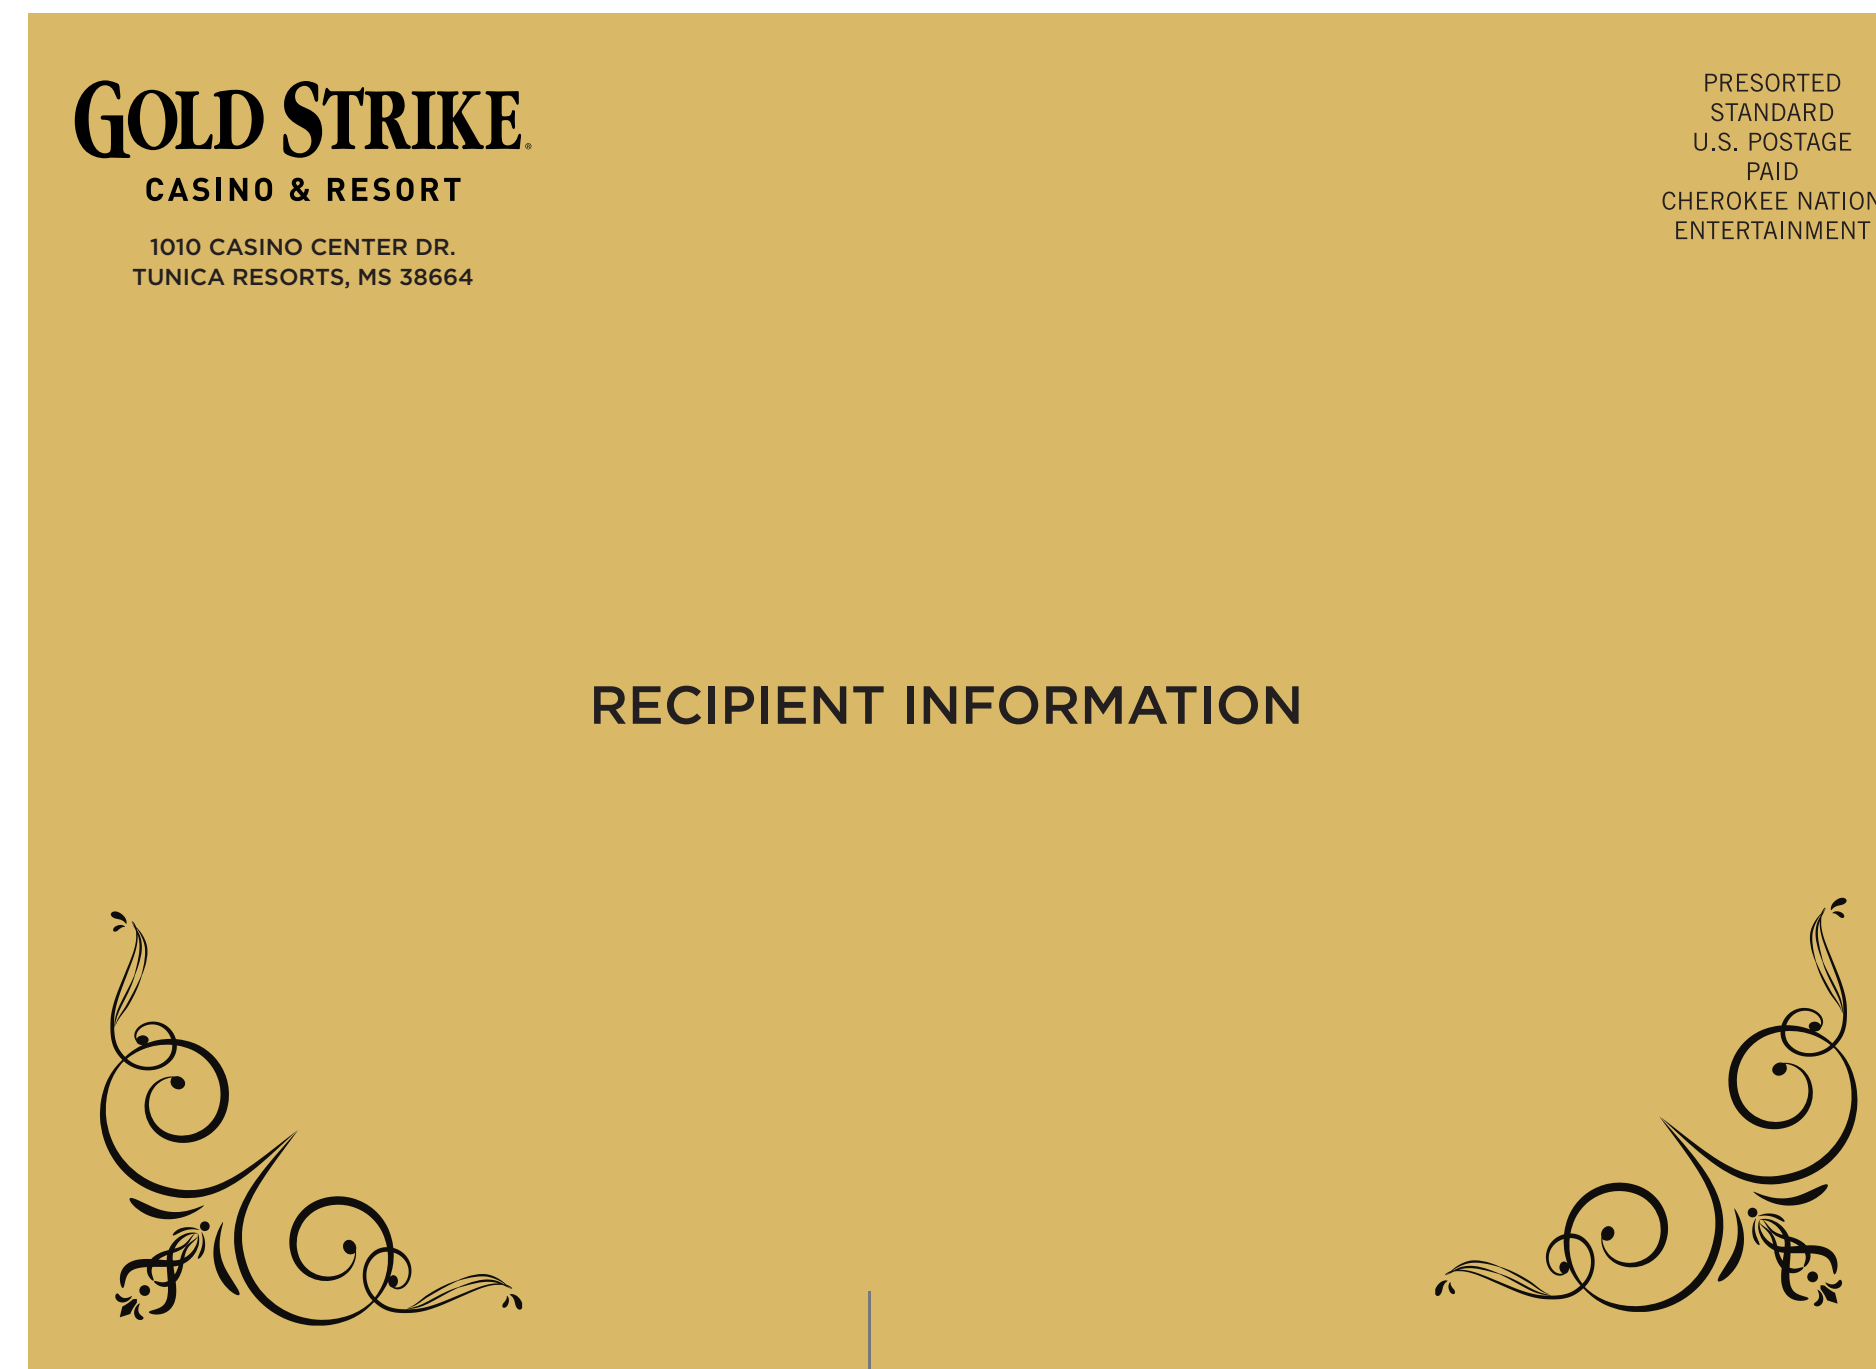 GOLD STRIKE®
CASINO & RESORT
1010 CASINO CENTER DR.
TUNICA RESORTS, MS 38664
PRESORTED
STANDARD
U.S. POSTAGE
PAID
CHEROKEE NATION
ENTERTAINMENT
RECIPIENT INFORMATION